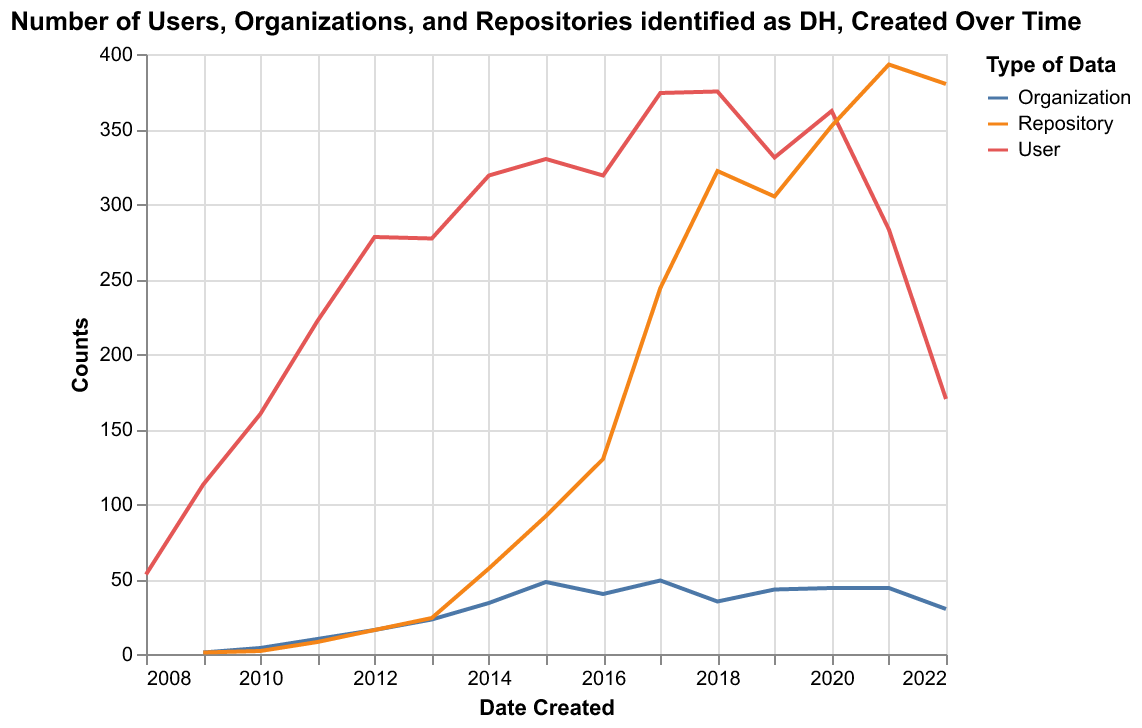 Number of Users, Organizations, and Repositories identified as DH, Created Over Time
Type of Data
Organization
Repository
User
400
350
300
250
200
150
100
50
0
Counts
2008 2010 2012 2014 2016 2018 2020 2022
Date Created